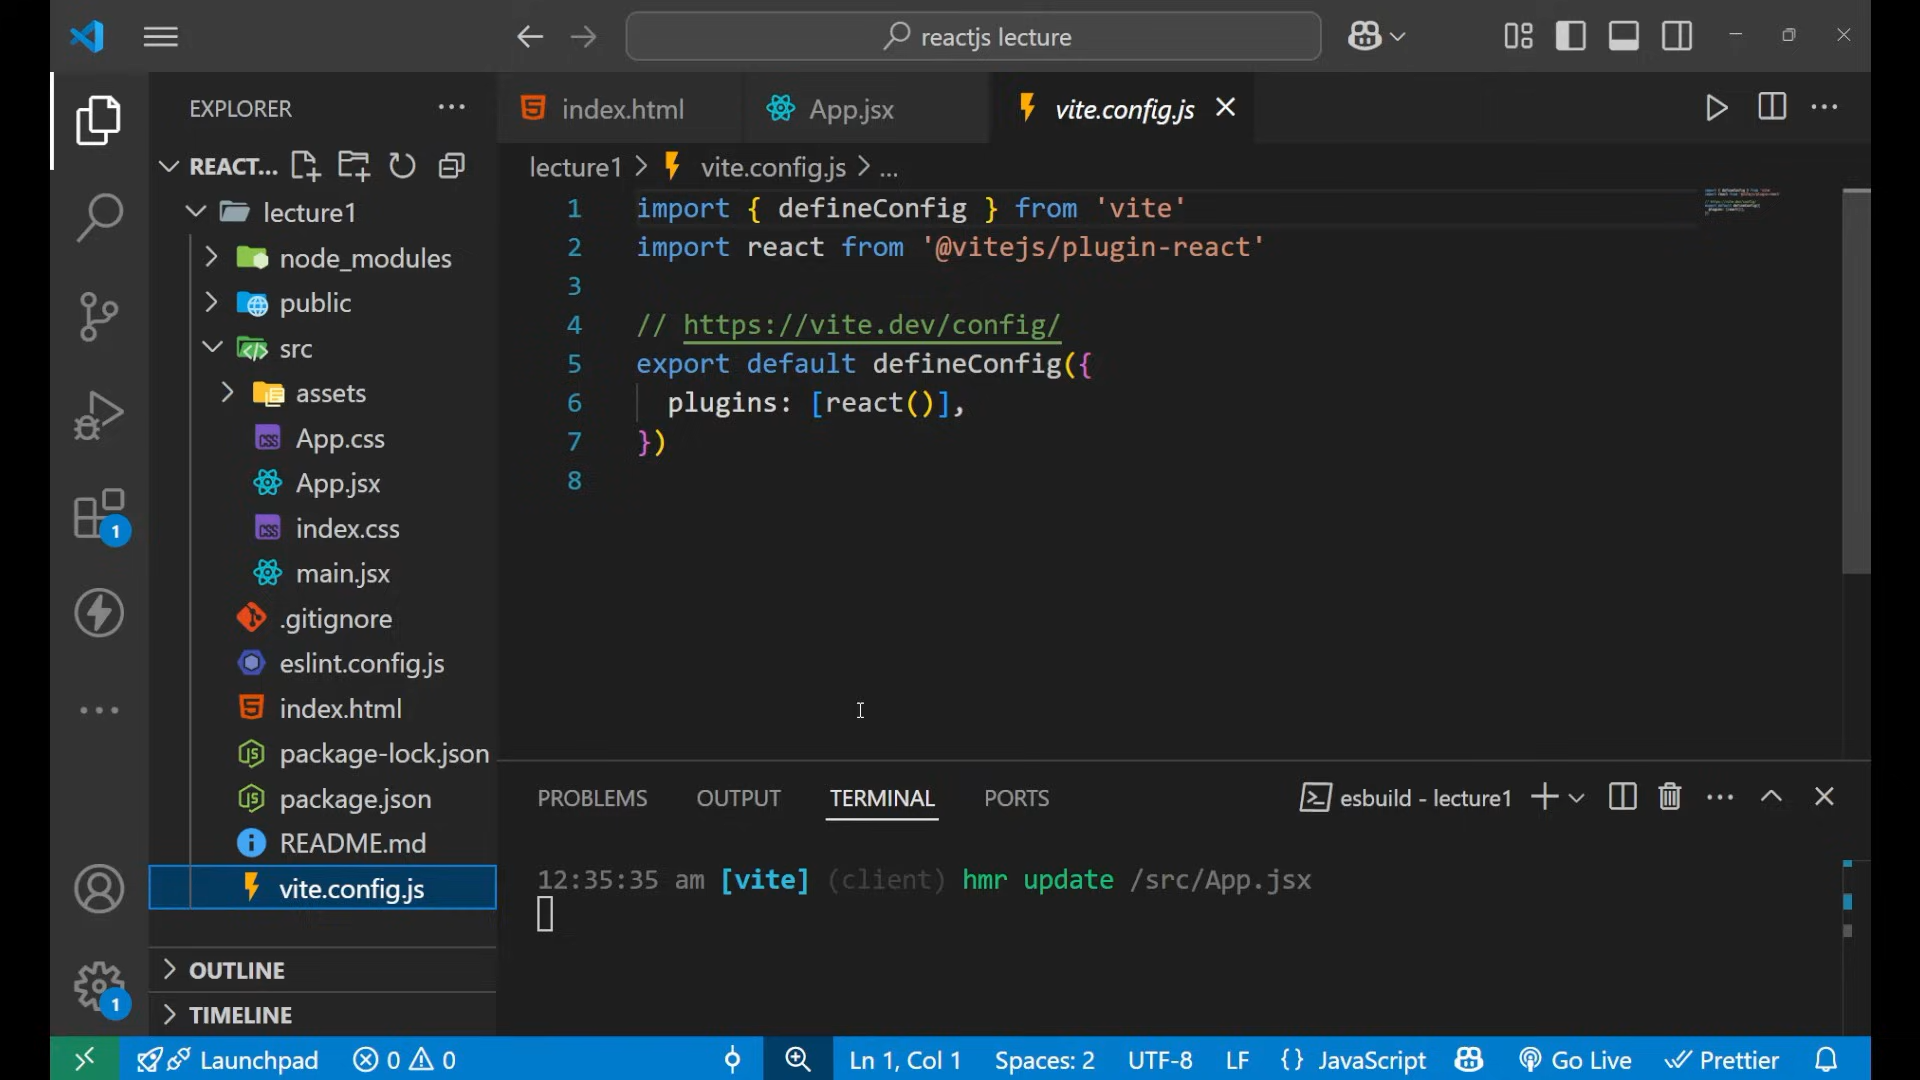 reactjs lecture
EXPLORER
index.html
App.jsx
vite.config.js
REACT...
lecture1 > vite.config.js > ...
lecture1
node_modules
public
src
assets
App.css
App.jsx
index.css
main.jsx
.gitignore
eslint.config.js
index.html
package-lock.json
package.json
README.md
vite.config.js
OUTLINE
TIMELINE
1 import { defineConfig } from 'vite'
2 import react from '@vitejs/plugin-react'
3
4 // https://vite.dev/config/
5 export default defineConfig({
6 plugins: [react()],
7 })
8
PROBLEMS OUTPUT TERMINAL PORTS
esbuild - lecture1
12:35:35 am [vite] (client) hmr update /src/App.jsx
1
1
Launchpad 0 0 Ln 1, Col 1 Spaces: 2 UTF-8 LF {} JavaScript Go Live Prettier